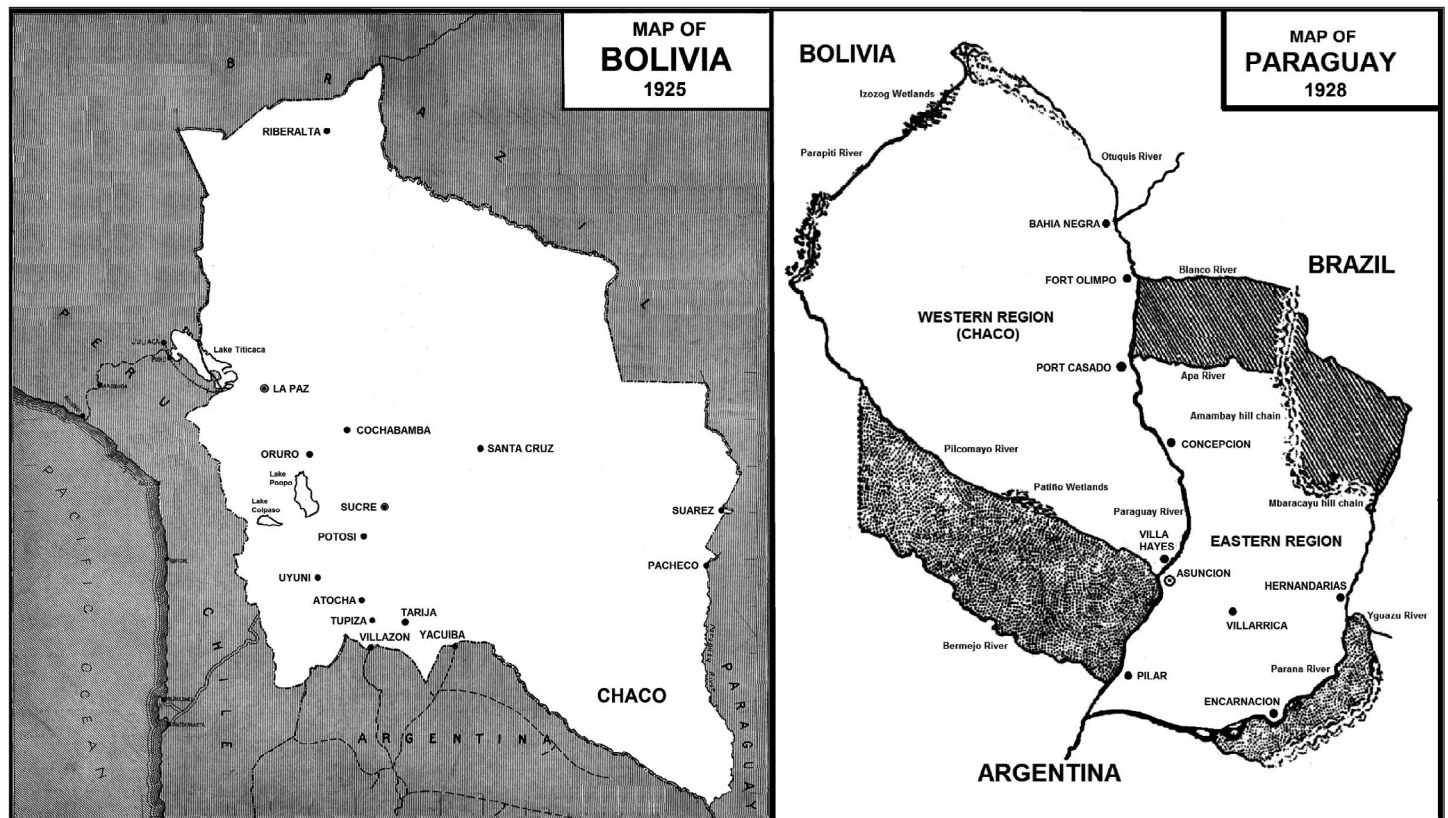 MAP OF
BOLIVIA
1925
B R A Z I L
RIBERALTA
P E R U
JULIACA
PUNO
Lake Titicaca
LA PAZ
COCHABAMBA
ORURO
SANTA CRUZ
Lake
Poopo
Lake
Coipaso
SUCRE
SUAREZ
POTOSI
PACHECO
UYUNI
ATOCHA
TARIJA
TUPIZA
VILLAZON
YACUIBA
PACIFIC OCEAN
CHILE
CHACO
ARGENTINA
Paraguay River
PARAGUAY
MAP OF
PARAGUAY
1928
BOLIVIA
Izozog Wetlands
Parapiti River
Otuquis River
BAHIA NEGRA
BRAZIL
Blanco River
FORT OLIMPO
WESTERN REGION
(CHACO)
PORT CASADO
Apa River
Amambay hill chain
CONCEPCION
Pilcomayo River
Patiño Wetlands
Mbaracayu hill chain
Paraguay River
VILLA
HAYES
EASTERN REGION
ASUNCION
HERNANDARIAS
VILLARRICA
Yguazu River
Bermejo River
PILAR
Parana River
ENCARNACION
ARGENTINA